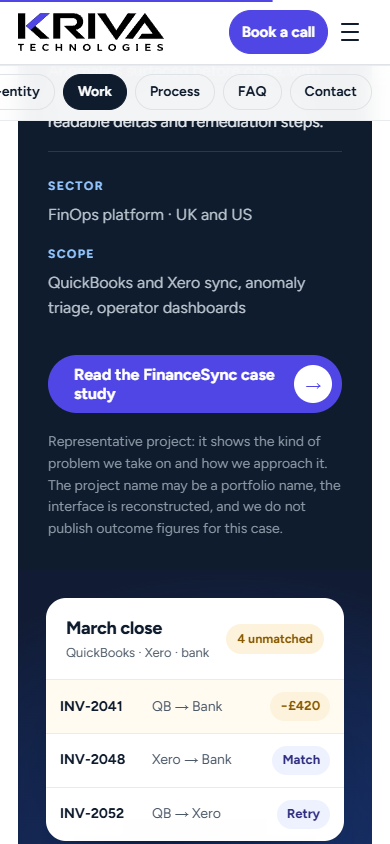 KRIVA
TECHNOLOGIES
Book a call
-entity
Work
Process
FAQ
Contact
readable deltas and remediation steps.
SECTOR
FinOps platform · UK and US
SCOPE
QuickBooks and Xero sync, anomaly
triage, operator dashboards
Read the FinanceSync case
study
→
Representative project: it shows the kind of
problem we take on and how we approach it.
The project name may be a portfolio name, the
interface is reconstructed, and we do not
publish outcome figures for this case.
March close
QuickBooks · Xero · bank
4 unmatched
INV-2041 QB → Bank −£420
INV-2048 Xero → Bank Match
INV-2052 QB → Xero Retry